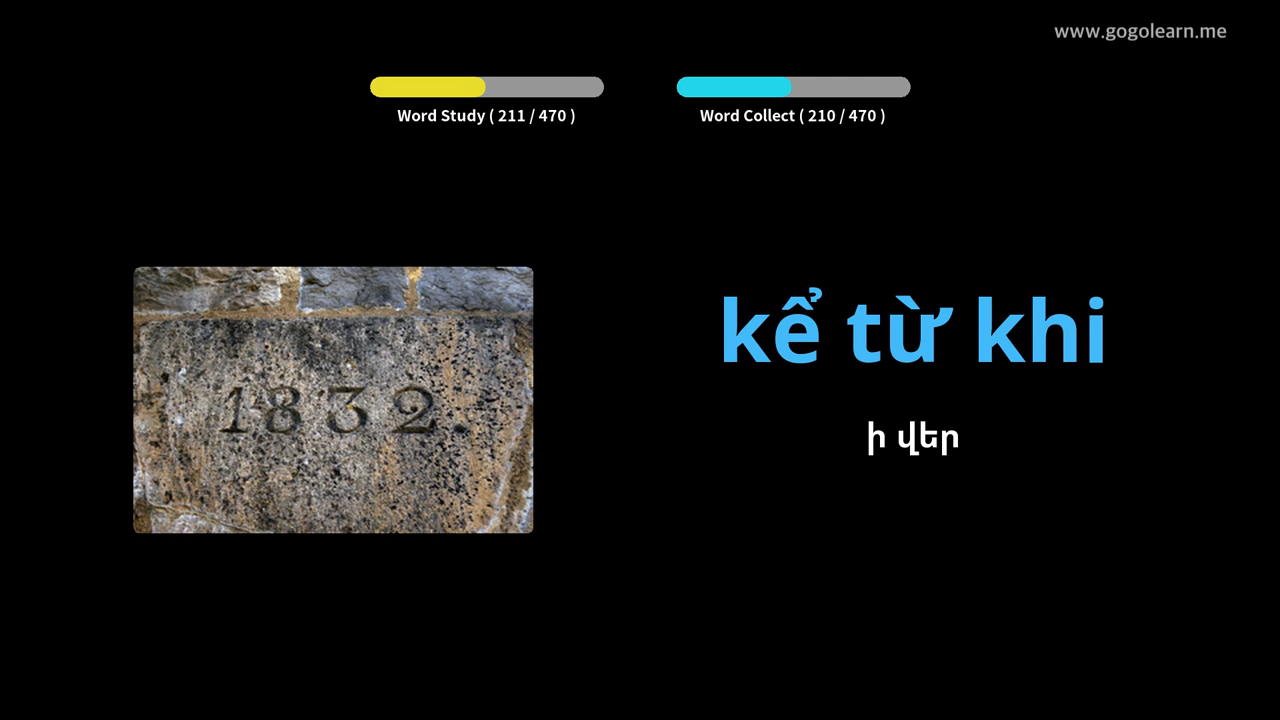 www.gogolearn.me
Word Study ( 211 / 470 )
Word Collect ( 210 / 470 )
1832.
kể từ khi
ի վեր